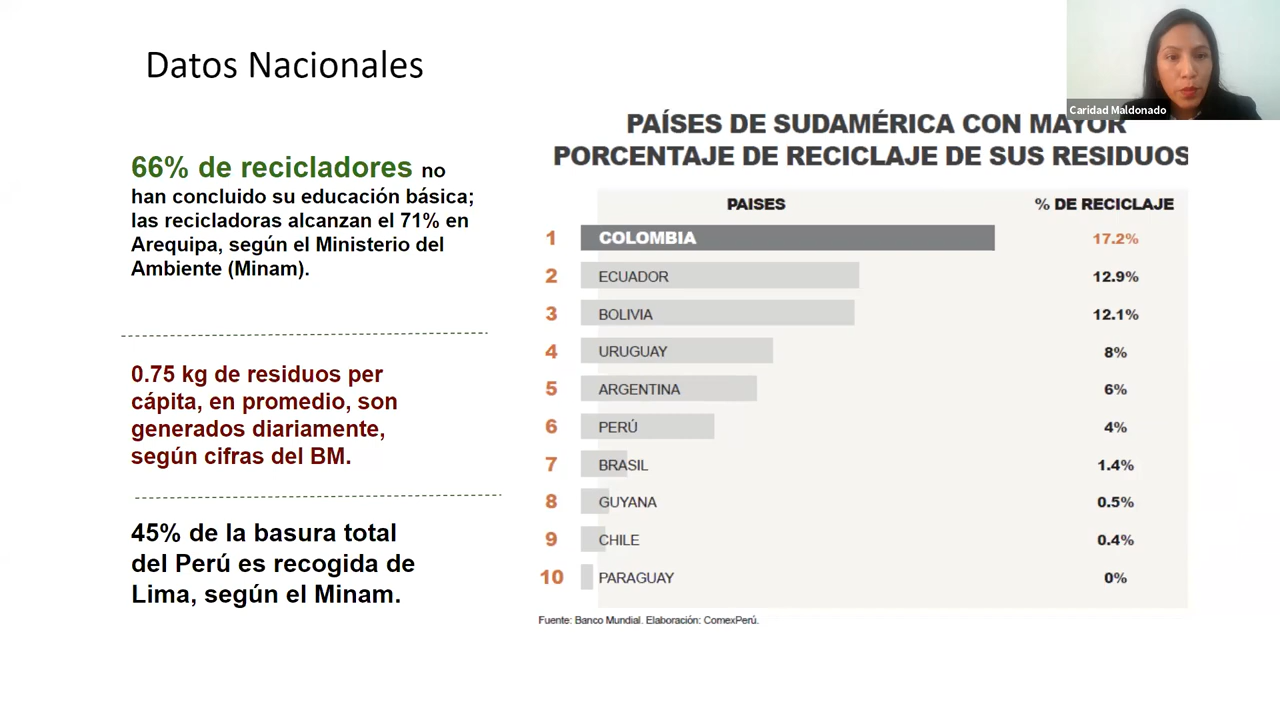 Datos Nacionales
Caridad Maldonado
66% de recicladores no
han concluido su educación básica;
las recicladoras alcanzan el 71% en
Arequipa, según el Ministerio del
Ambiente (Minam).
0.75 kg de residuos per
cápita, en promedio, son
generados diariamente,
según cifras del BM.
45% de la basura total
del Perú es recogida de
Lima, según el Minam.
PAÍSES DE SUDAMÉRICA CON MAYOR
PORCENTAJE DE RECICLAJE DE SUS RESIDUOS
PAISES % DE RECICLAJE
1 COLOMBIA 17.2%
2 ECUADOR 12.9%
3 BOLIVIA 12.1%
4 URUGUAY 8%
5 ARGENTINA 6%
6 PERÚ 4%
7 BRASIL 1.4%
8 GUYANA 0.5%
9 CHILE 0.4%
10 PARAGUAY 0%
Fuente: Banco Mundial. Elaboración: ComexPerú.